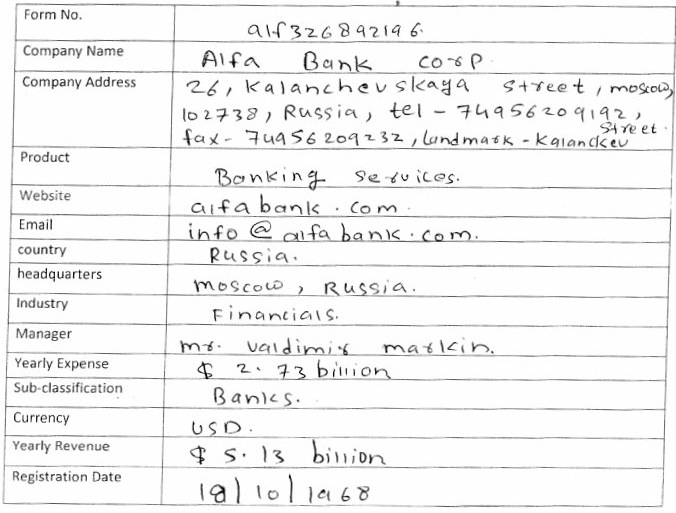 Form No. alf326892196.
Company Name Alfa Bank corp
Company Address 26, Kalanchevskaya street, moscow,
102738, Russia, tel - 74956209192,
fax - 74956209232, Landmark - Kalanckev street.
Product Banking services.
Website alfabank.com.
Email info@alfabank.com.
country Russia.
headquarters moscow, Russia.
Industry Financials.
Manager mr. valdimir markin.
Yearly Expense $ 2.73 billion
Sub-classification Banks.
Currency USD.
Yearly Revenue $ 5.13 billion
Registration Date 19/10/1968